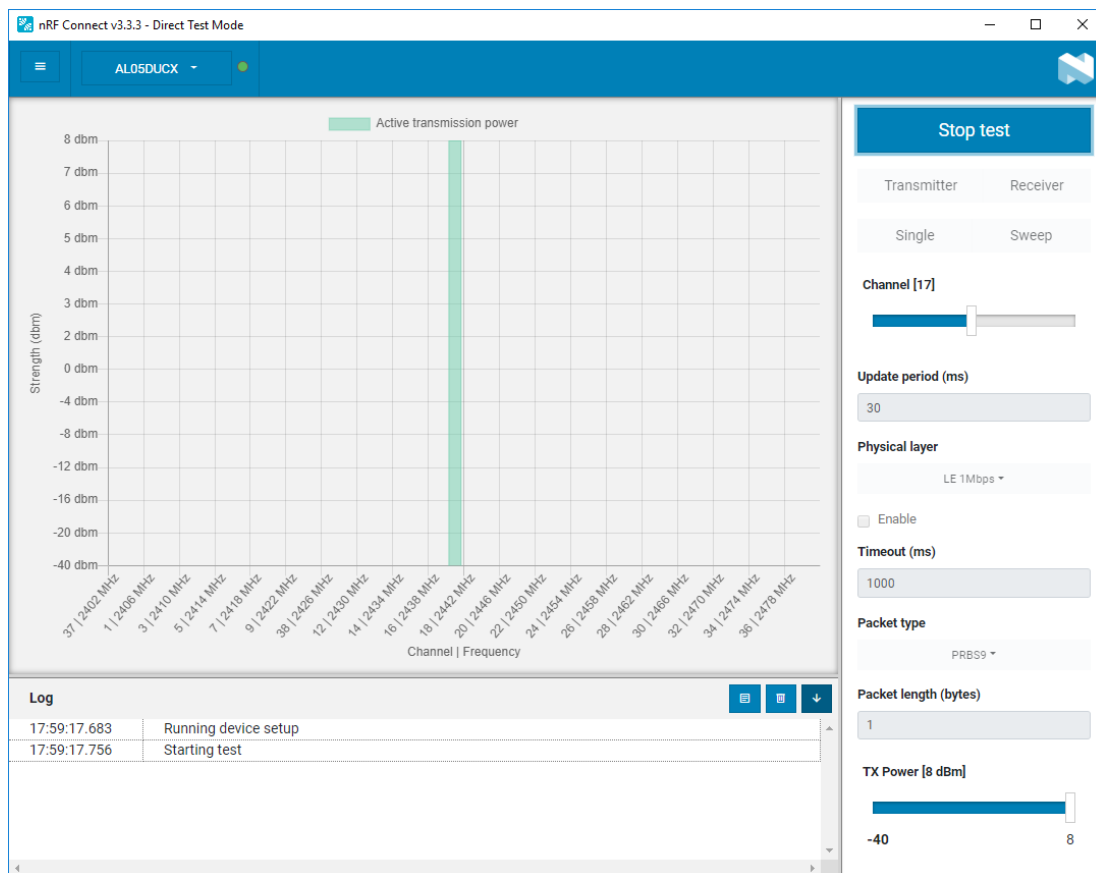 nRF Connect v3.3.3 - Direct Test Mode
AL05DUCX
Active transmission power
8 dbm
7 dbm
6 dbm
5 dbm
4 dbm
3 dbm
2 dbm
0 dbm
-4 dbm
-8 dbm
-12 dbm
-16 dbm
-20 dbm
-40 dbm
Strength (dbm)
37 | 2402 MHz
1 | 2406 MHz
3 | 2410 MHz
5 | 2414 MHz
7 | 2418 MHz
9 | 2422 MHz
38 | 2426 MHz
12 | 2430 MHz
14 | 2434 MHz
16 | 2438 MHz
18 | 2442 MHz
20 | 2446 MHz
22 | 2450 MHz
24 | 2454 MHz
26 | 2458 MHz
28 | 2462 MHz
30 | 2466 MHz
32 | 2470 MHz
34 | 2474 MHz
36 | 2478 MHz
Channel | Frequency
Log
17:59:17.683 Running device setup
17:59:17.756 Starting test
Stop test
Transmitter Receiver
Single Sweep
Channel [17]
Update period (ms)
30
Physical layer
LE 1Mbps
Enable
Timeout (ms)
1000
Packet type
PRBS9
Packet length (bytes)
1
TX Power [8 dBm]
-40 8